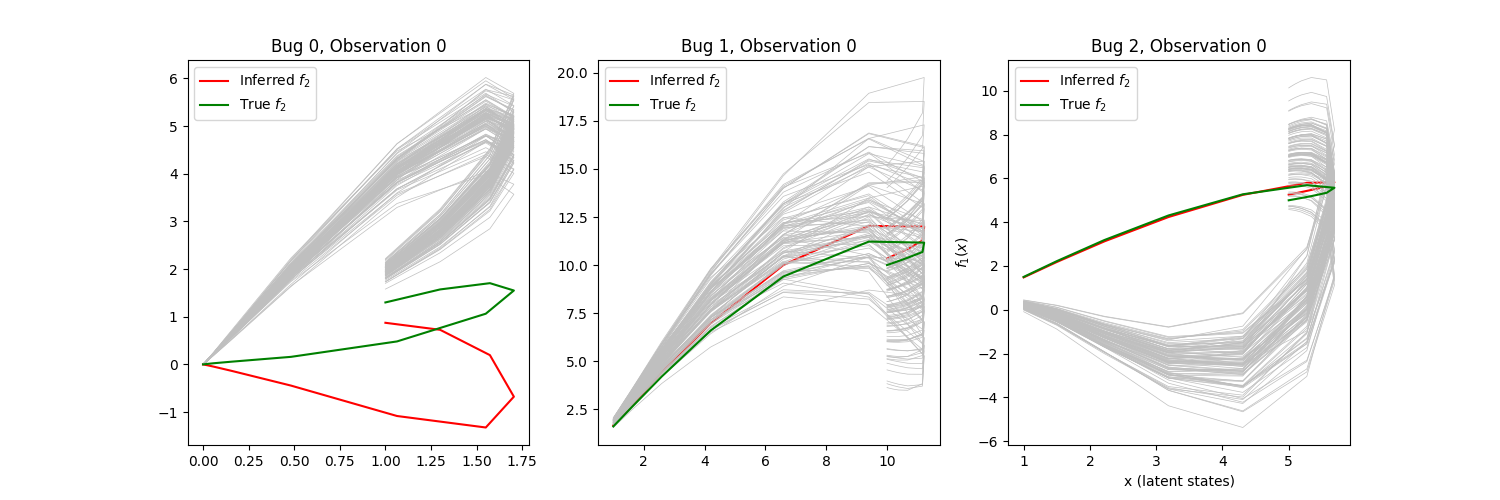 Bug 0, Observation 0
Inferred f₂
True f₂
6
5
4
3
2
1
0
−1
0.00 0.25 0.50 0.75 1.00 1.25 1.50 1.75
Bug 1, Observation 0
Inferred f₂
True f₂
20.0
17.5
15.0
12.5
10.0
7.5
5.0
2.5
2 4 6 8 10
Bug 2, Observation 0
Inferred f₂
True f₂
f₁(x)
10
8
6
4
2
0
−2
−4
−6
1 2 3 4 5
x (latent states)